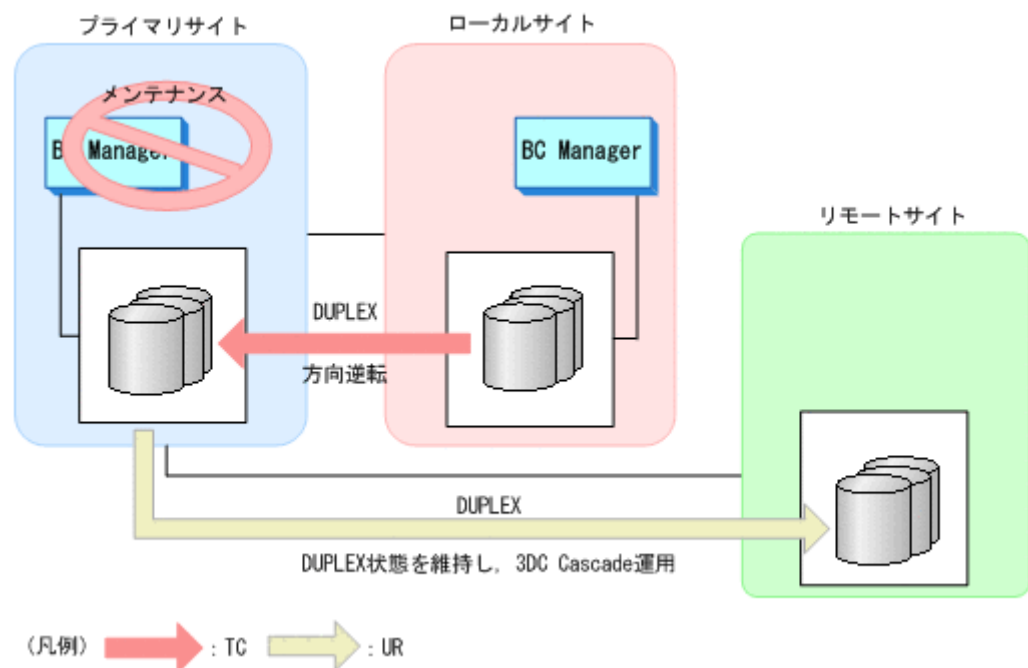 プライマリサイト
ローカルサイト
メンテナンス
BC Manager
BC Manager
リモートサイト
DUPLEX
方向逆転
DUPLEX
DUPLEX状態を維持し，3DC Cascade運用
（凡例） ：TC ：UR